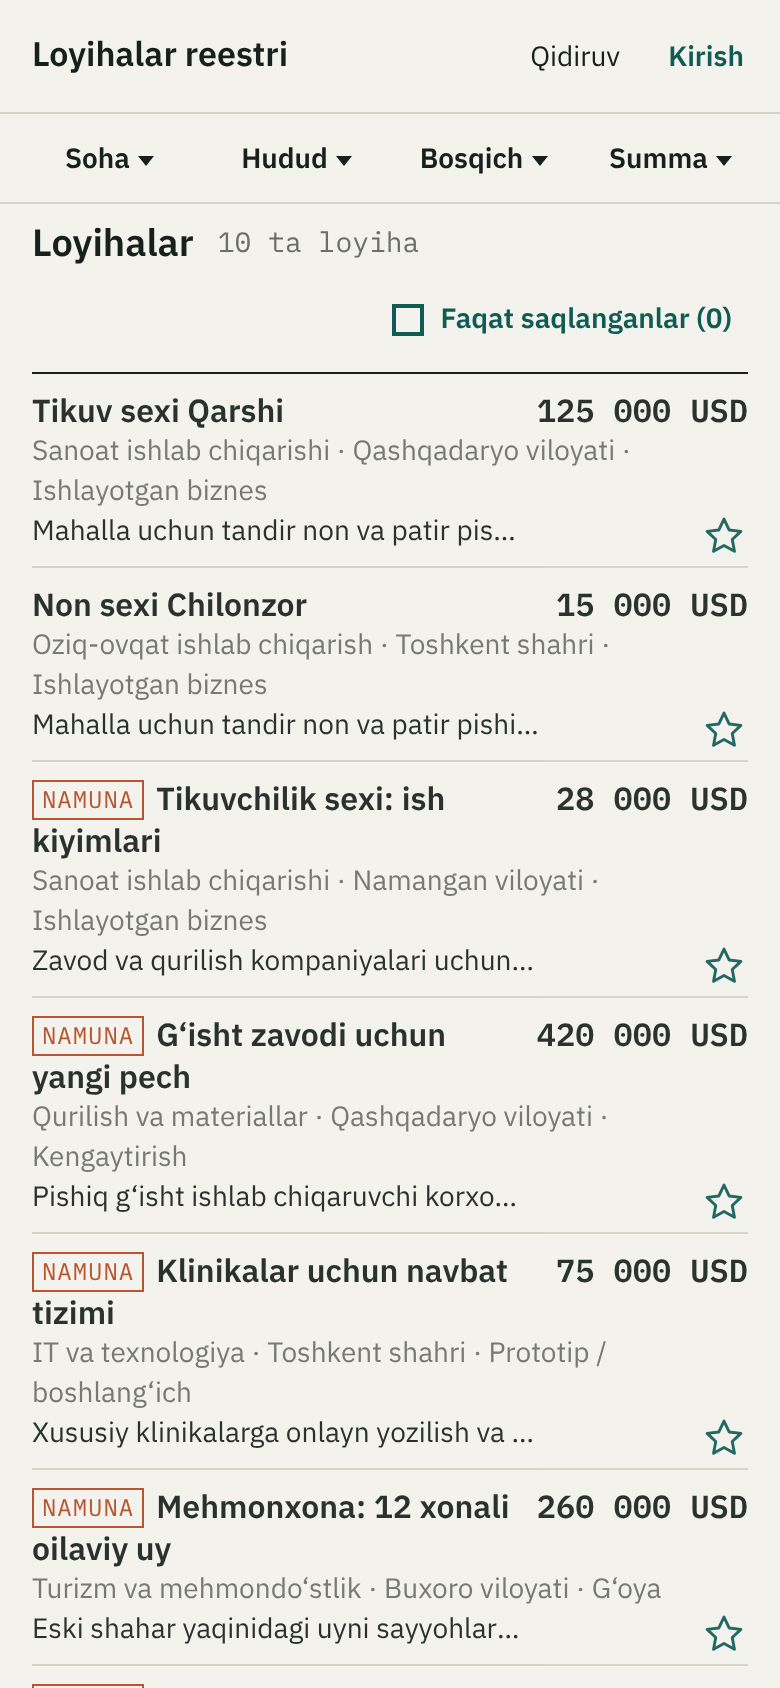 Loyihalar reestri
Qidiruv
Kirish
Soha
Hudud
Bosqich
Summa
Loyihalar 10 ta loyiha
Faqat saqlanganlar (0)
Tikuv sexi Qarshi 125 000 USD
Sanoat ishlab chiqarishi · Qashqadaryo viloyati ·
Ishlayotgan biznes
Mahalla uchun tandir non va patir pis...
Non sexi Chilonzor 15 000 USD
Oziq-ovqat ishlab chiqarish · Toshkent shahri ·
Ishlayotgan biznes
Mahalla uchun tandir non va patir pishi...
NAMUNA Tikuvchilik sexi: ish 28 000 USD
kiyimlari
Sanoat ishlab chiqarishi · Namangan viloyati ·
Ishlayotgan biznes
Zavod va qurilish kompaniyalari uchun...
NAMUNA G‘isht zavodi uchun 420 000 USD
yangi pech
Qurilish va materiallar · Qashqadaryo viloyati ·
Kengaytirish
Pishiq g‘isht ishlab chiqaruvchi korxo...
NAMUNA Klinikalar uchun navbat 75 000 USD
tizimi
IT va texnologiya · Toshkent shahri · Prototip /
boshlang‘ich
Xususiy klinikalarga onlayn yozilish va ...
NAMUNA Mehmonxona: 12 xonali 260 000 USD
oilaviy uy
Turizm va mehmondo‘stlik · Buxoro viloyati · G‘oya
Eski shahar yaqinidagi uyni sayyohlar...